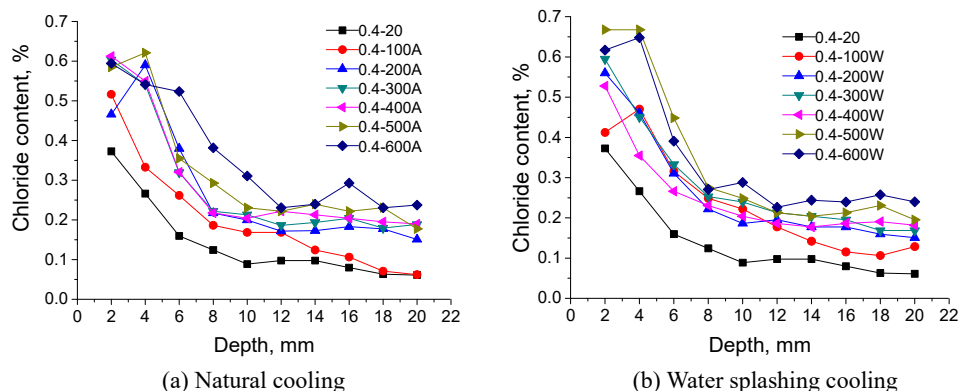 0.7
0.6
0.5
0.4
0.3
0.2
0.1
0.0
Chloride content, %
0.4-20
0.4-100A
0.4-200A
0.4-300A
0.4-400A
0.4-500A
0.4-600A
0 2 4 6 8 10 12 14 16 18 20 22
Depth, mm
(a) Natural cooling
0.7
0.6
0.5
0.4
0.3
0.2
0.1
0.0
Chloride content, %
0.4-20
0.4-100W
0.4-200W
0.4-300W
0.4-400W
0.4-500W
0.4-600W
0 2 4 6 8 10 12 14 16 18 20 22
Depth, mm
(b) Water splashing cooling